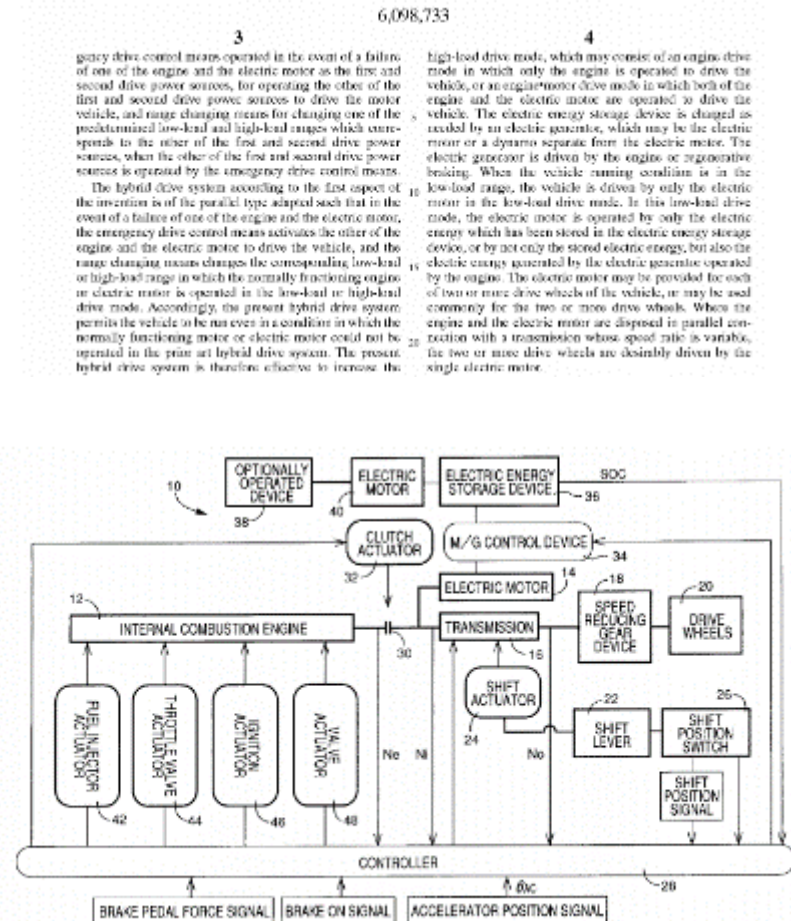 6,098,733
3
gency drive control means operated in the event of a failure
of one of the engine and the electric motor as the first and
second drive power sources, for operating the other of the
first and second drive power sources to drive the motor
vehicle, and range changing means for changing one of the
predetermined low-load and high-load ranges which corre-
sponds to the other of the first and second drive power
sources, when the other of the first and second drive power
sources is operated by the emergency drive control means.
The hybrid drive system according to the first aspect of
the invention is of the parallel type adapted such that in the
event of a failure of one of the engine and the electric motor,
the emergency drive control means activates the other of the
engine and the electric motor to drive the vehicle, and the
range changing means changes the corresponding low-load
or high-load range in which the normally functioning engine
or electric motor is operated in the low-load or high-load
drive mode. Accordingly, the present hybrid drive system
permits the vehicle to be run even in a condition in which the
normally functioning motor or electric motor could not be
operated in the prior art hybrid drive system. The present
hybrid drive system is therefore effective to increase the
5
10
15
20
4
high-load drive mode, which may consist of an engine drive
mode in which only the engine is operated to drive the
vehicle, or an engine•motor drive mode in which both of the
engine and the electric motor are operated to drive the
vehicle. The electric energy storage device is charged as
needed by an electric generator, which may be the electric
motor or a dynamo separate from the electric motor. The
electric generator is driven by the engine or regenerative
braking. When the vehicle running condition is in the
low-load range, the vehicle is driven by only the electric
motor in the low-load drive mode. In this low-load drive
mode, the electric motor is operated by only the electric
energy which has been stored in the electric energy storage
device, or by not only the stored electric energy, but also the
electric energy generated by the electric generator operated
by the engine. The electric motor may be provided for each
of two or more drive wheels of the vehicle, or may be used
commonly for the two or more drive wheels. Where the
engine and the electric motor are disposed in parallel con-
nection with a transmission whose speed ratio is variable,
the two or more drive wheels are desirably driven by the
single electric motor.
OPTIONALLY
OPERATED
DEVICE
38
ELECTRIC
MOTOR
40
ELECTRIC ENERGY
STORAGE DEVICE
36
SOC
10
CLUTCH
ACTUATOR
32
M/G CONTROL DEVICE
34
ELECTRIC MOTOR
14
12
INTERNAL COMBUSTION ENGINE
30
TRANSMISSION
16
18
SPEED
REDUCING
GEAR
DEVICE
20
DRIVE
WHEELS
SHIFT
ACTUATOR
24
22
SHIFT
LEVER
26
SHIFT
POSITION
SWITCH
SHIFT
POSITION
SIGNAL
FUEL INJECTOR
ACTUATOR
42
THROTTLE VALVE
ACTUATOR
44
IGNITION
ACTUATOR
46
VALVE
ACTUATOR
48
Ne
Ni
No
CONTROLLER
28
θAC
BRAKE PEDAL FORCE SIGNAL
BRAKE ON SIGNAL
ACCELERATOR POSITION SIGNAL